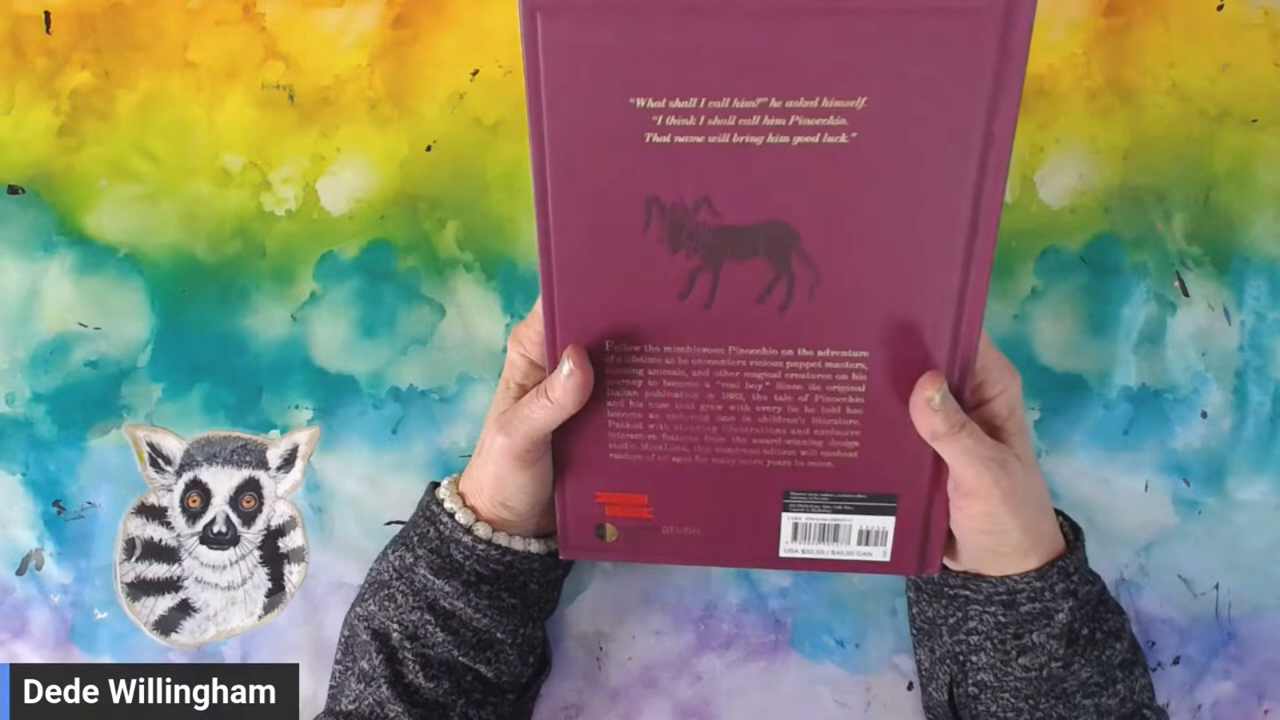 "What shall I call him?" he asked himself.
"I think I shall call him Pinocchio.
That name will bring him good luck."
Follow the mischievous Pinocchio on the adventure
of a lifetime as he encounters vicious puppet masters,
cunning animals, and other magical creatures on his
journey to become a "real boy." Since its original
Italian publication in 1882, the tale of Pinocchio
and his nose that grew with every lie he told has
become an enduring icon in children's literature.
Packed with stunning illustrations and exclusive
interactive features from the award-winning design
studio MinaLima, this wondrous edition will enchant
readers of all ages for many more years to come.
DESIGN
USA $30.00 / $40.00 CAN
Dede Willingham